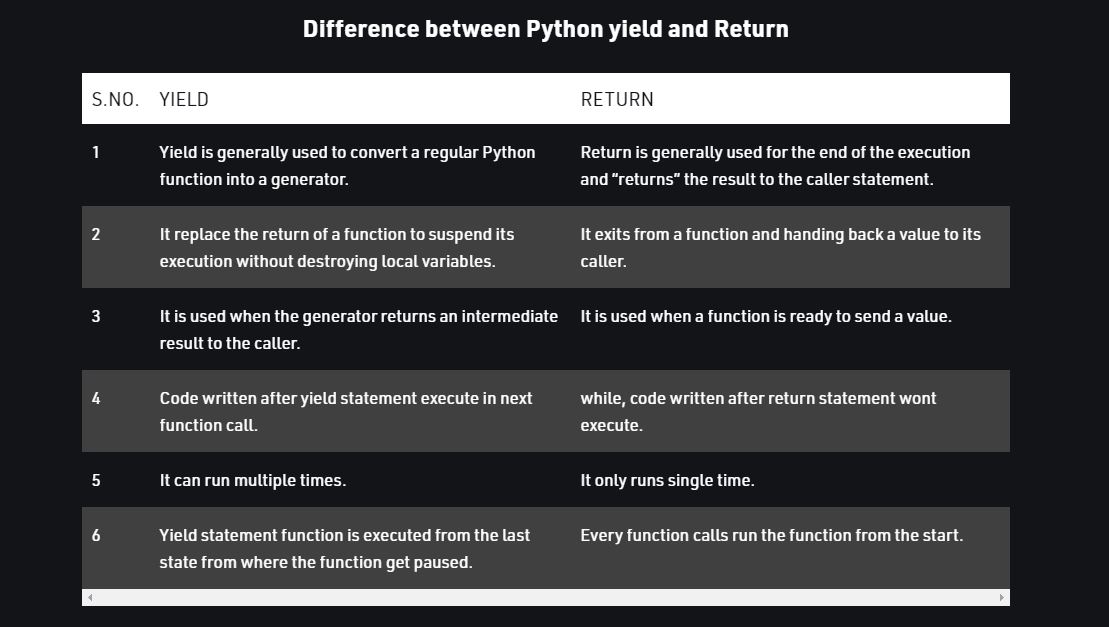 Difference between Python yield and Return
S.NO. YIELD RETURN
1 Yield is generally used to convert a regular Python Return is generally used for the end of the execution
function into a generator. and “returns” the result to the caller statement.
2 It replace the return of a function to suspend its It exits from a function and handing back a value to its
execution without destroying local variables. caller.
3 It is used when the generator returns an intermediate It is used when a function is ready to send a value.
result to the caller.
4 Code written after yield statement execute in next while, code written after return statement wont
function call. execute.
5 It can run multiple times. It only runs single time.
6 Yield statement function is executed from the last Every function calls run the function from the start.
state from where the function get paused.